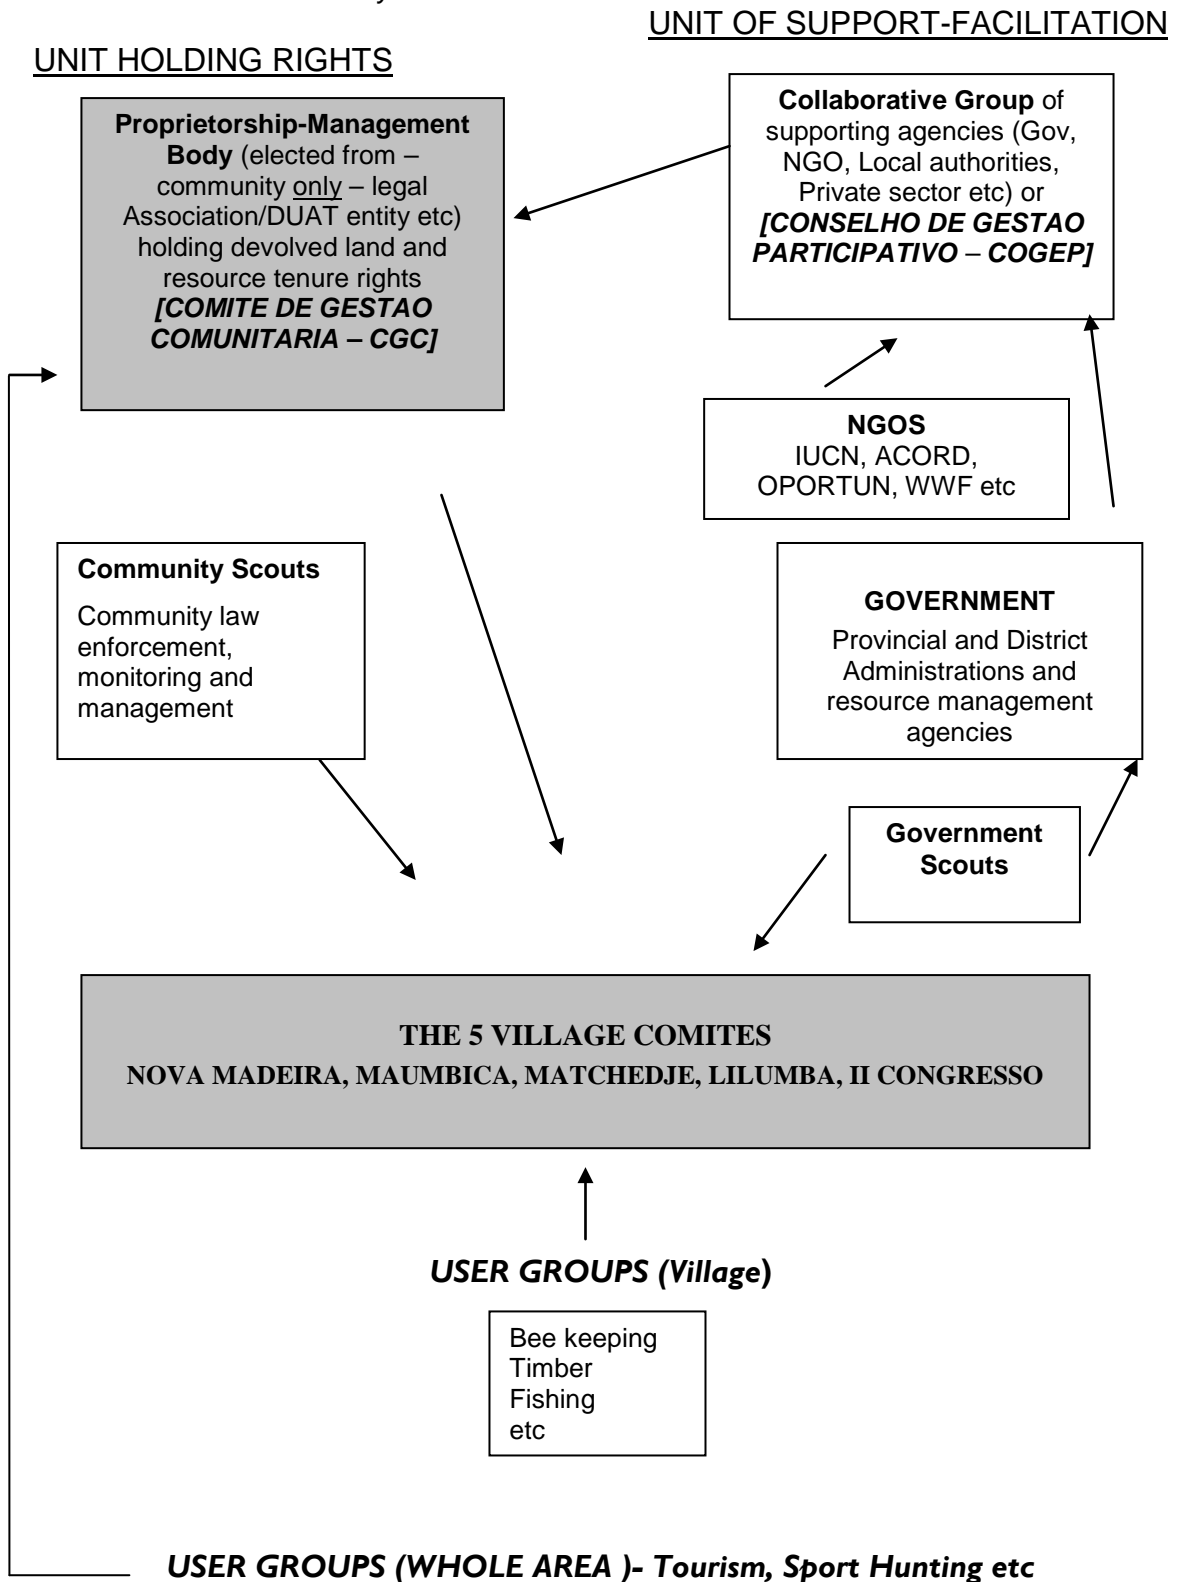 UNIT OF SUPPORT-FACILITATION
UNIT HOLDING RIGHTS
Proprietorship-Management
Body (elected from –
community only – legal
Association/DUAT entity etc)
holding devolved land and
resource tenure rights
[COMITE DE GESTAO
COMUNITARIA – CGC]
Collaborative Group of
supporting agencies (Gov,
NGO, Local authorities,
Private sector etc) or
[CONSELHO DE GESTAO
PARTICIPATIVO – COGEP]
NGOS
IUCN, ACORD,
OPORTUN, WWF etc
Community Scouts
Community law
enforcement,
monitoring and
management
GOVERNMENT
Provincial and District
Administrations and
resource management
agencies
Government
Scouts
THE 5 VILLAGE COMITES
NOVA MADEIRA, MAUMBICA, MATCHEDJE, LILUMBA, II CONGRESSO
USER GROUPS (Village)
Bee keeping
Timber
Fishing
etc
USER GROUPS (WHOLE AREA )- Tourism, Sport Hunting etc